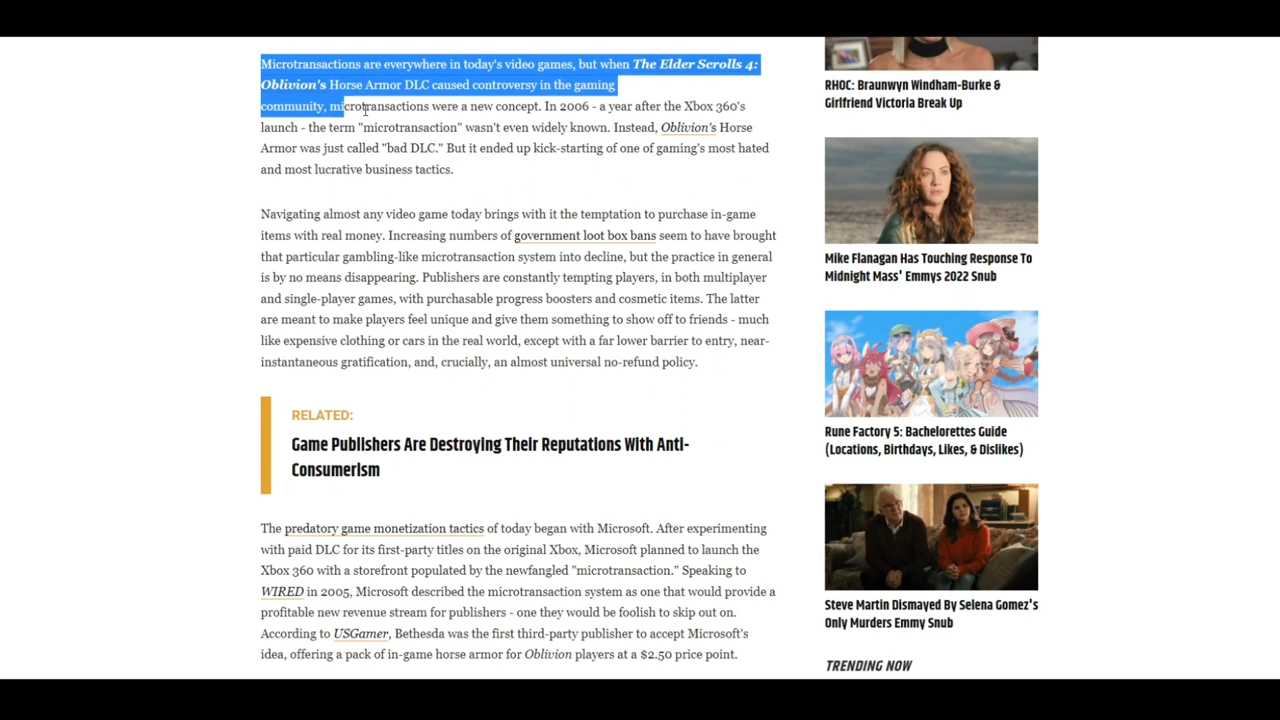 Microtransactions are everywhere in today's video games, but when The Elder Scrolls 4:
Oblivion's Horse Armor DLC caused controversy in the gaming
community, microtransactions were a new concept. In 2006 - a year after the Xbox 360's
launch - the term "microtransaction" wasn't even widely known. Instead, Oblivion's Horse
Armor was just called "bad DLC." But it ended up kick-starting of one of gaming's most hated
and most lucrative business tactics.
Navigating almost any video game today brings with it the temptation to purchase in-game
items with real money. Increasing numbers of government loot box bans seem to have brought
that particular gambling-like microtransaction system into decline, but the practice in general
is by no means disappearing. Publishers are constantly tempting players, in both multiplayer
and single-player games, with purchasable progress boosters and cosmetic items. The latter
are meant to make players feel unique and give them something to show off to friends - much
like expensive clothing or cars in the real world, except with a far lower barrier to entry, near-
instantaneous gratification, and, crucially, an almost universal no-refund policy.
RELATED:
Game Publishers Are Destroying Their Reputations With Anti-
Consumerism
The predatory game monetization tactics of today began with Microsoft. After experimenting
with paid DLC for its first-party titles on the original Xbox, Microsoft planned to launch the
Xbox 360 with a storefront populated by the newfangled "microtransaction." Speaking to
WIRED in 2005, Microsoft described the microtransaction system as one that would provide a
profitable new revenue stream for publishers - one they would be foolish to skip out on.
According to USGamer, Bethesda was the first third-party publisher to accept Microsoft's
idea, offering a pack of in-game horse armor for Oblivion players at a $2.50 price point.
RHOC: Braunwyn Windham-Burke &
Girlfriend Victoria Break Up
Mike Flanagan Has Touching Response To
Midnight Mass' Emmys 2022 Snub
Rune Factory 5: Bachelorettes Guide
(Locations, Birthdays, Likes, & Dislikes)
Steve Martin Dismayed By Selena Gomez's
Only Murders Emmy Snub
TRENDING NOW